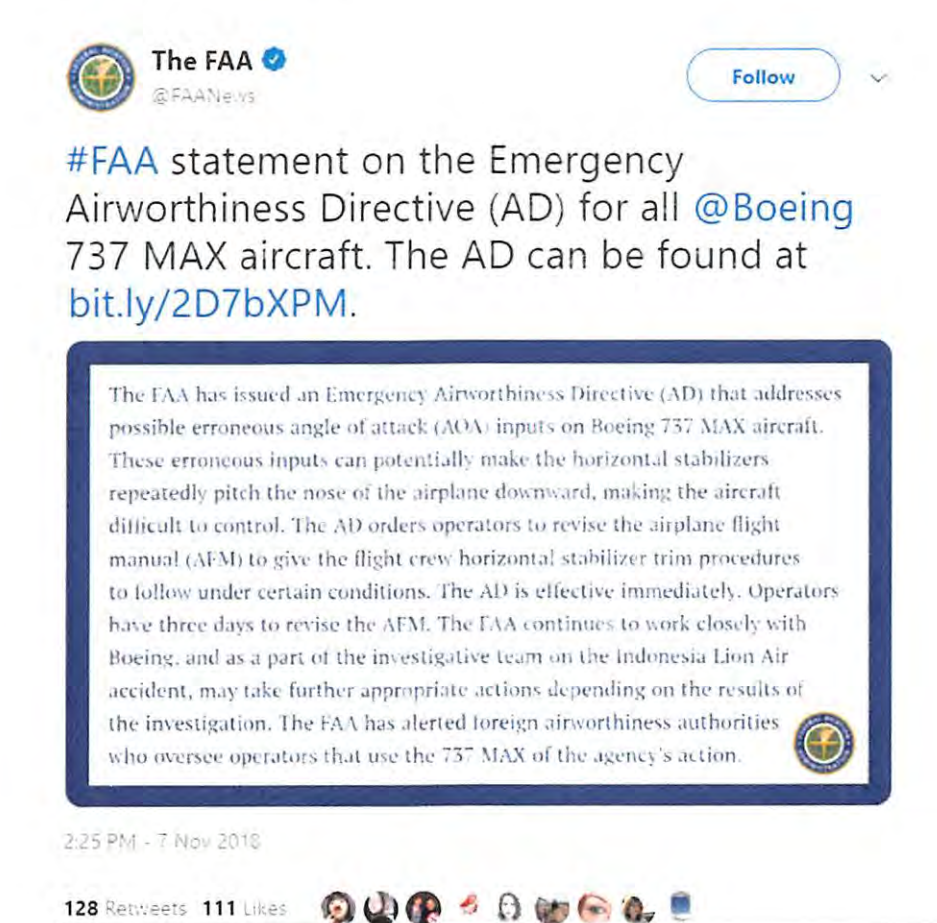 The FAA
@FAANews
Follow
#FAA statement on the Emergency
Airworthiness Directive (AD) for all @Boeing
737 MAX aircraft. The AD can be found at
bit.ly/2D7bXPM.
The FAA has issued an Emergency Airworthiness Directive (AD) that addresses
possible erroneous angle of attack (AOA) inputs on Boeing 737 MAX aircraft.
These erroneous inputs can potentially make the horizontal stabilizers
repeatedly pitch the nose of the airplane downward, making the aircraft
difficult to control. The AD orders operators to revise the airplane flight
manual (AFM) to give the flight crew horizontal stabilizer trim procedures
to follow under certain conditions. The AD is effective immediately. Operators
have three days to revise the AFM. The FAA continues to work closely with
Boeing, and as a part of the investigative team on the Indonesia Lion Air
accident, may take further appropriate actions depending on the results of
the investigation. The FAA has alerted foreign airworthiness authorities
who oversee operators that use the 737 MAX of the agency's action.
2:25 PM - 7 Nov 2018
128 Retweets 111 Likes